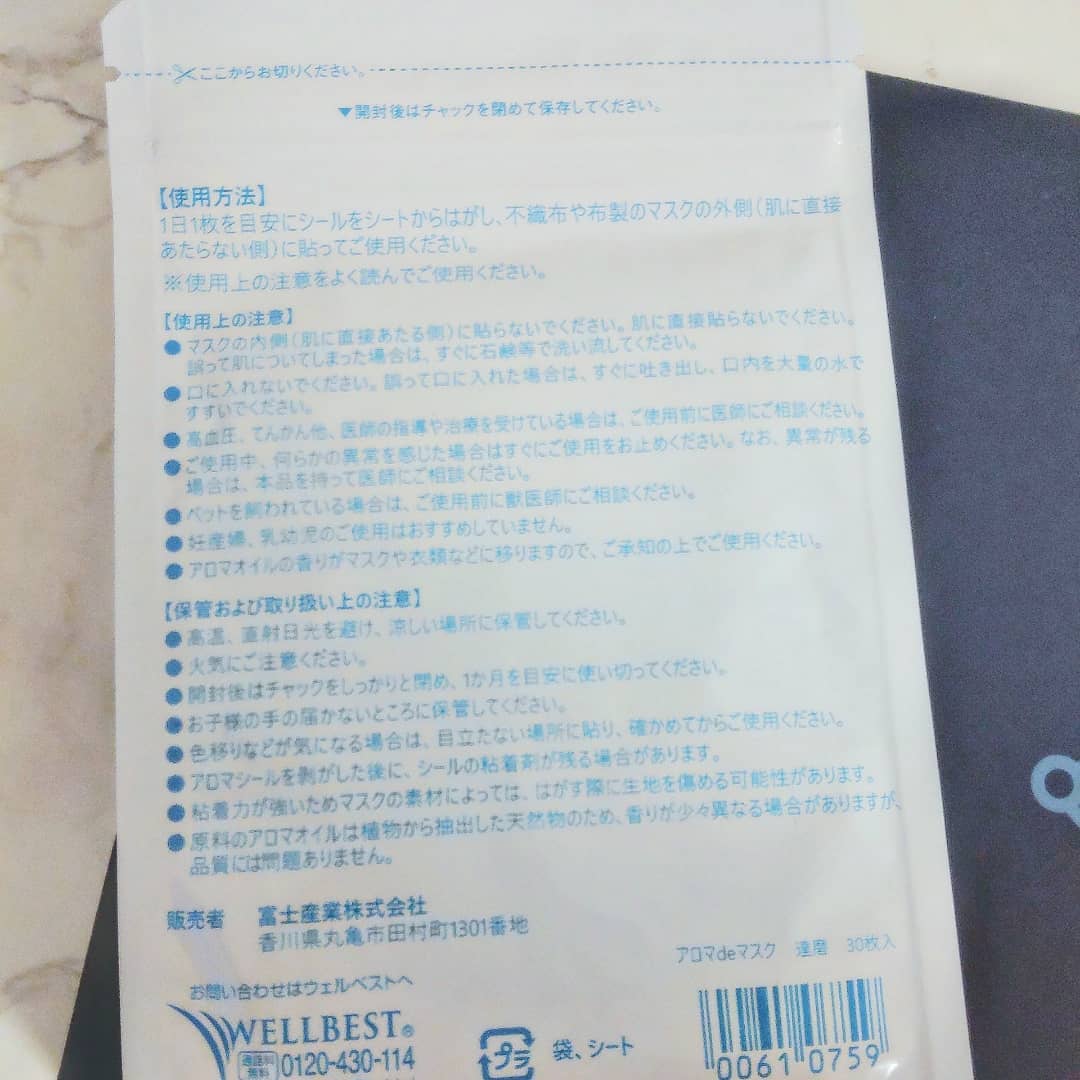 ここからお切りください。
▼開封後はチャックを閉めて保存してください。
【使用方法】
1日1枚を目安にシールをシートからはがし、不織布や布製のマスクの外側(肌に直接
あたらない側)に貼ってご使用ください。
※使用上の注意をよく読んでご使用ください。
【使用上の注意】
●マスクの内側(肌に直接あたる側)に貼らないでください。肌に直接貼らないでください。
誤って肌についてしまった場合は、すぐに石鹸等で洗い流してください。
●口に入れないでください。誤って口に入れた場合は、すぐに吐き出し、口内を大量の水で
すすいでください。
●高血圧、てんかん他、医師の指導や治療を受けている場合は、ご使用前に医師にご相談ください。
●ご使用中、何らかの異常を感じた場合はすぐにご使用をお止めください。なお、異常が残る
場合は、本品を持って医師にご相談ください。
●ペットを飼われている場合は、ご使用前に獣医師にご相談ください。
●妊産婦、乳幼児のご使用はおすすめしていません。
●アロマオイルの香りがマスクや衣類などに移りますので、ご承知の上でご使用ください。
【保管および取り扱い上の注意】
●高温、直射日光を避け、涼しい場所に保管してください。
●火気にご注意ください。
●開封後はチャックをしっかりと閉め、1か月を目安に使い切ってください。
●お子様の手の届かないところに保管してください。
●色移りなどが気になる場合は、目立たない場所に貼り、確かめてからご使用ください。
●アロマシールを剥がした後に、シールの粘着剤が残る場合があります。
●粘着力が強いためマスクの素材によっては、はがす際に生地を傷める可能性があります。
●原料のアロマオイルは植物から抽出した天然物のため、香りが少々異なる場合がありますが、
品質には問題ありません。
販売者 富士産業株式会社
香川県丸亀市田村町1301番地
アロマdeマスク 達磨 30枚入
お問い合わせはウェルベストへ
WELLBEST®
通話料無料 0120-430-114
プラ 袋、シート
0061 0759